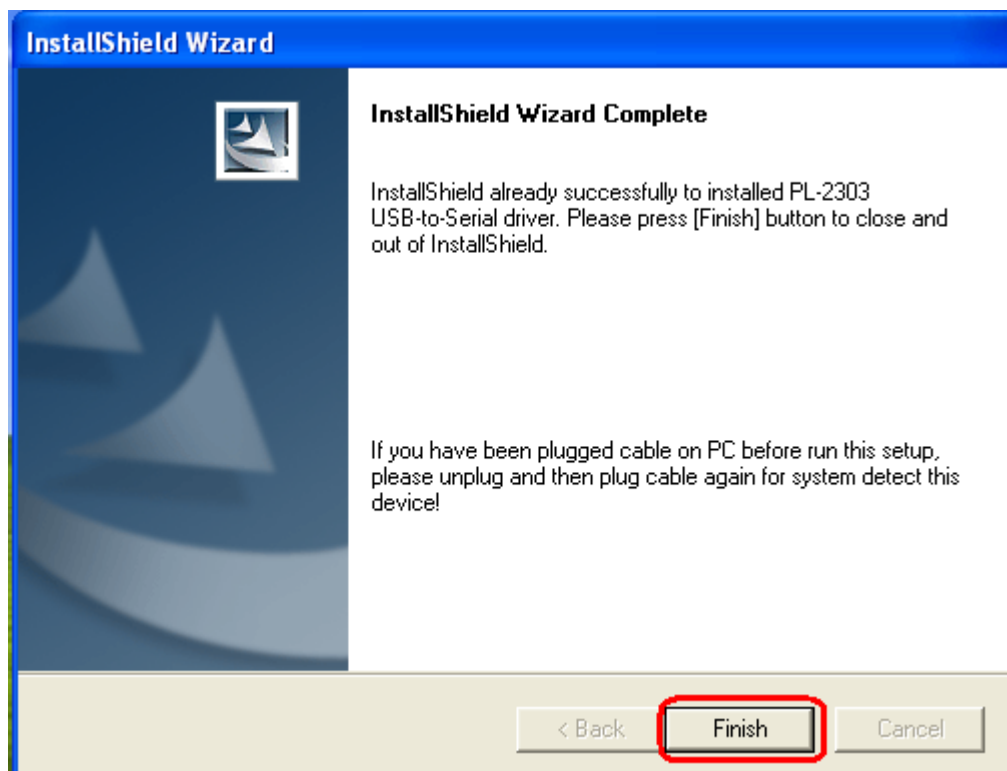 InstallShield Wizard
InstallShield Wizard Complete
InstallShield already successfully to installed PL-2303
USB-to-Serial driver. Please press [Finish] button to close and
out of InstallShield.
If you have been plugged cable on PC before run this setup,
please unplug and then plug cable again for system detect this
device!
< Back
Finish
Cancel